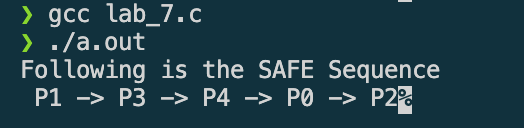 ❯ gcc lab_7.c
❯ ./a.out
Following is the SAFE Sequence
 P1 -> P3 -> P4 -> P0 -> P2%